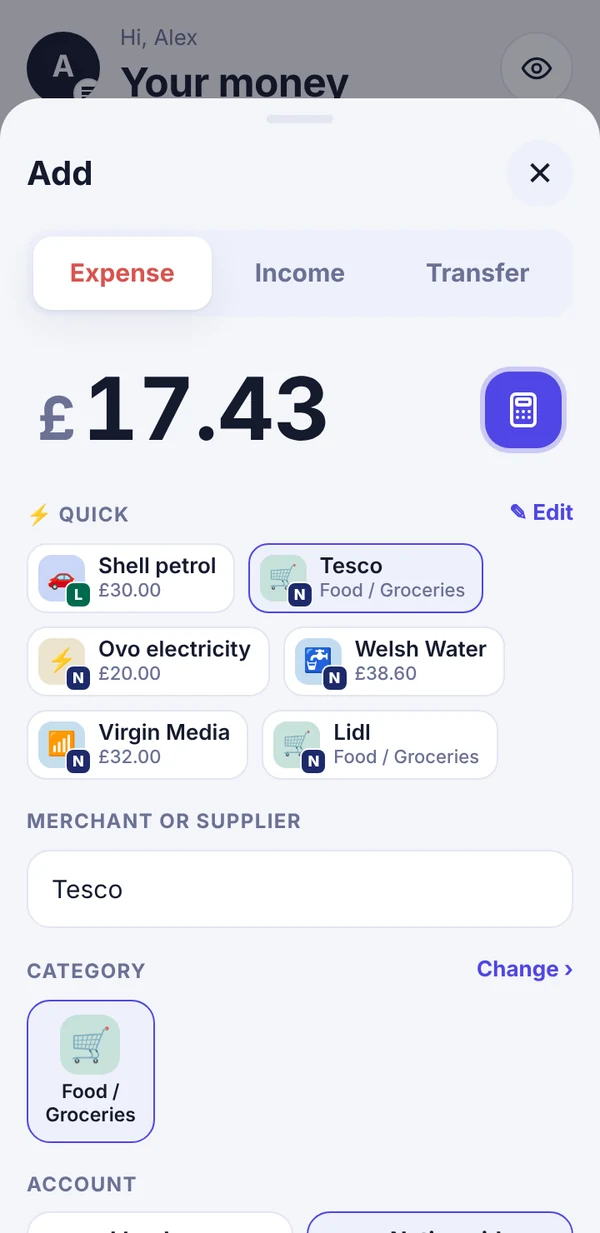 A
Hi, Alex
Your money
Add
Expense
Income
Transfer
£17.43
QUICK
✎ Edit
Shell petrol
£30.00
L
Tesco
Food / Groceries
N
Ovo electricity
£20.00
N
Welsh Water
£38.60
N
Virgin Media
£32.00
N
Lidl
Food / Groceries
N
MERCHANT OR SUPPLIER
Tesco
CATEGORY
Change ›
Food /
Groceries
ACCOUNT